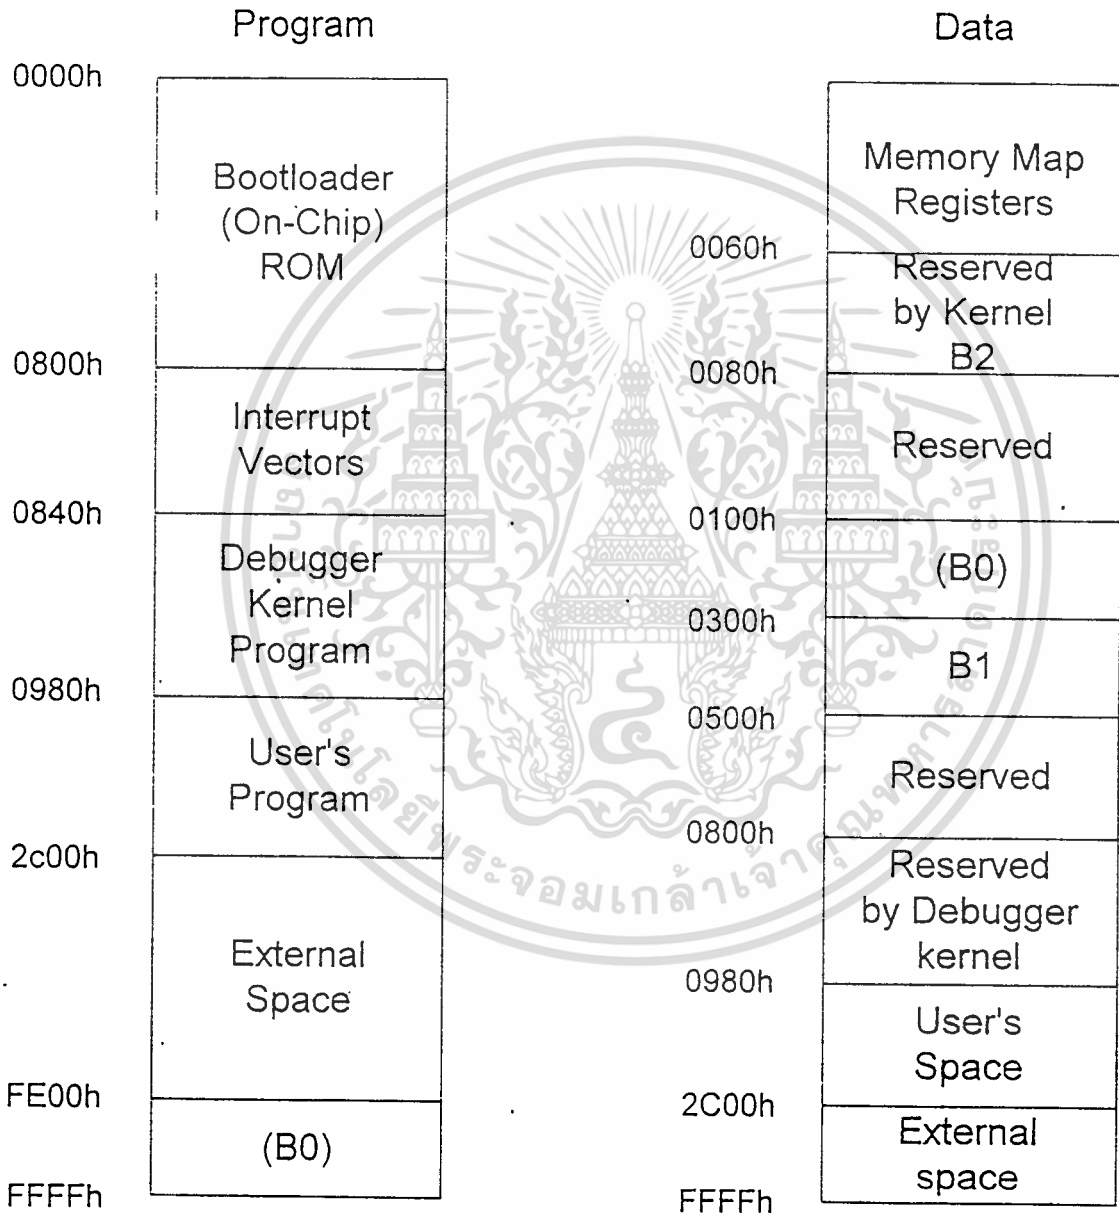 Program
0000h
Bootloader
(On-Chip)
ROM
0800h
Interrupt
Vectors
0840h
Debugger
Kernel
Program
0980h
User's
Program
2c00h
External
Space
FE00h
(B0)
FFFFh
Data
Memory Map
Registers
0060h
Reserved
by Kernel
B2
0080h
Reserved
0100h
(B0)
0300h
B1
0500h
Reserved
0800h
Reserved
by Debugger
kernel
0980h
User's
Space
2C00h
External
space
FFFFh